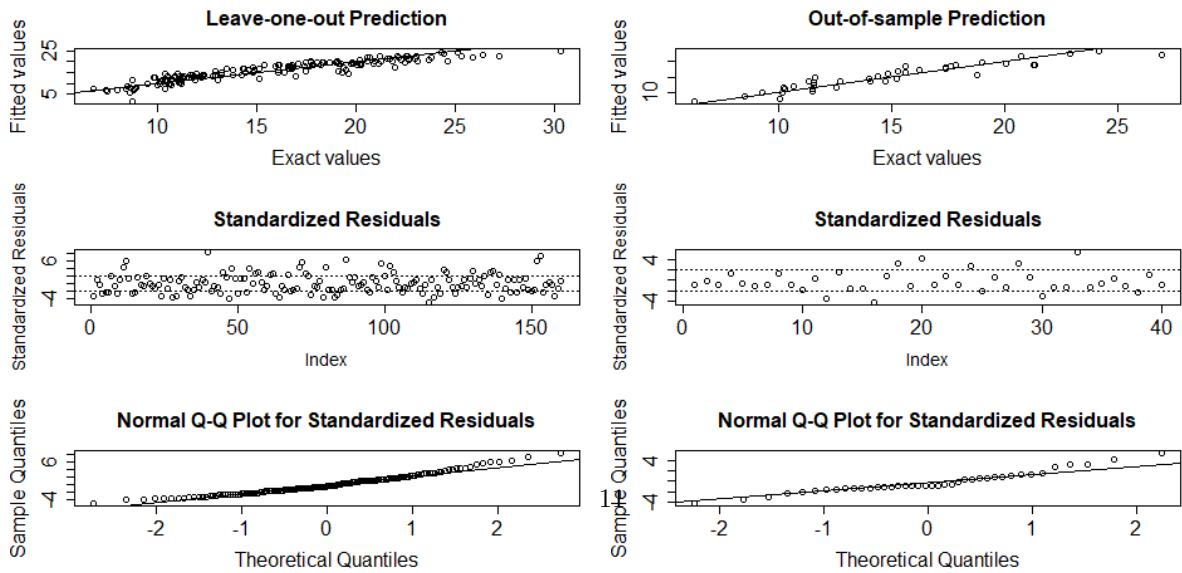 Leave-one-out Prediction
Fitted values
5 25
10 15 20 25 30
Exact values
Out-of-sample Prediction
Fitted values
10
10 15 20 25
Exact values
Standardized Residuals
Standardized Residuals
-4 6
0 50 100 150
Index
Standardized Residuals
Standardized Residuals
-4 4
0 10 20 30 40
Index
Normal Q-Q Plot for Standardized Residuals
Sample Quantiles
-4 6
-2 -1 0 1 2
Theoretical Quantiles
11
Normal Q-Q Plot for Standardized Residuals
Sample Quantiles
-4 4
-2 -1 0 1 2
Theoretical Quantiles